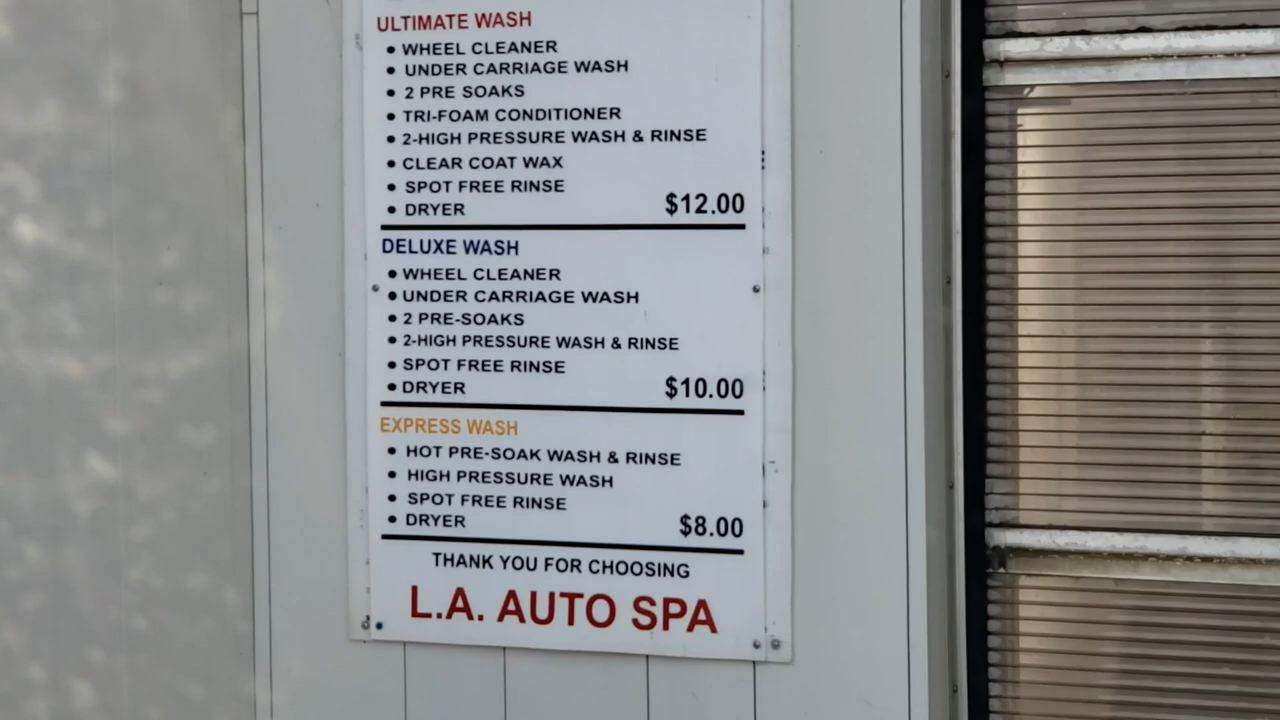 ULTIMATE WASH
• WHEEL CLEANER
• UNDER CARRIAGE WASH
• 2 PRE SOAKS
• TRI-FOAM CONDITIONER
• 2-HIGH PRESSURE WASH & RINSE
• CLEAR COAT WAX
• SPOT FREE RINSE
• DRYER $12.00
DELUXE WASH
• WHEEL CLEANER
• UNDER CARRIAGE WASH
• 2 PRE-SOAKS
• 2-HIGH PRESSURE WASH & RINSE
• SPOT FREE RINSE
• DRYER $10.00
EXPRESS WASH
• HOT PRE-SOAK WASH & RINSE
• HIGH PRESSURE WASH
• SPOT FREE RINSE
• DRYER $8.00
THANK YOU FOR CHOOSING
L.A. AUTO SPA